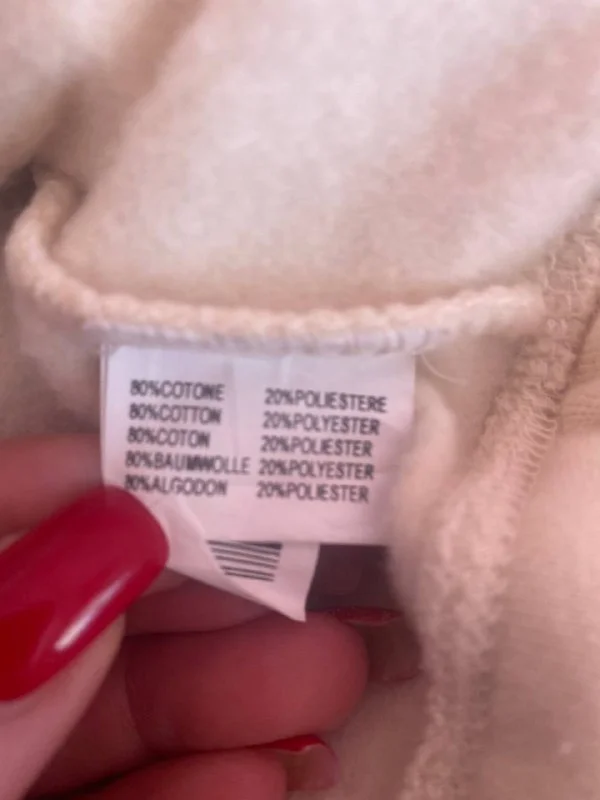 80%COTONE 20%POLIESTERE
80%COTTON 20%POLYESTER
80%COTON 20%POLIESTER
80%BAUMWOLLE 20%POLYESTER
80%ALGODON 20%POLIESTER